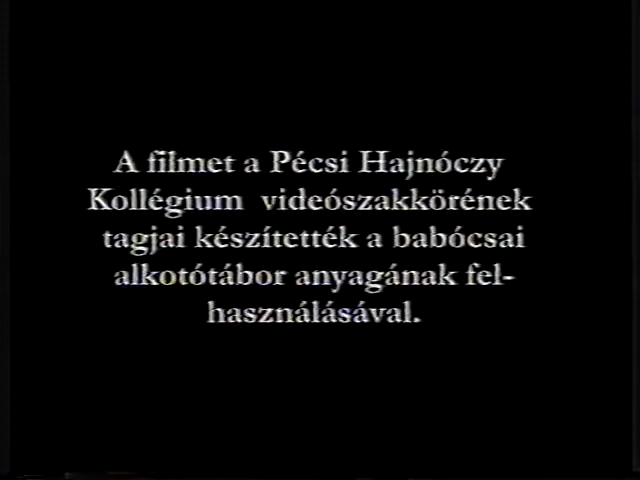 A filmet a Pécsi Hajnóczy
Kollégium videószakkörének
tagjai készítették a babócsai
alkotótábor anyagának fel-
használásával.